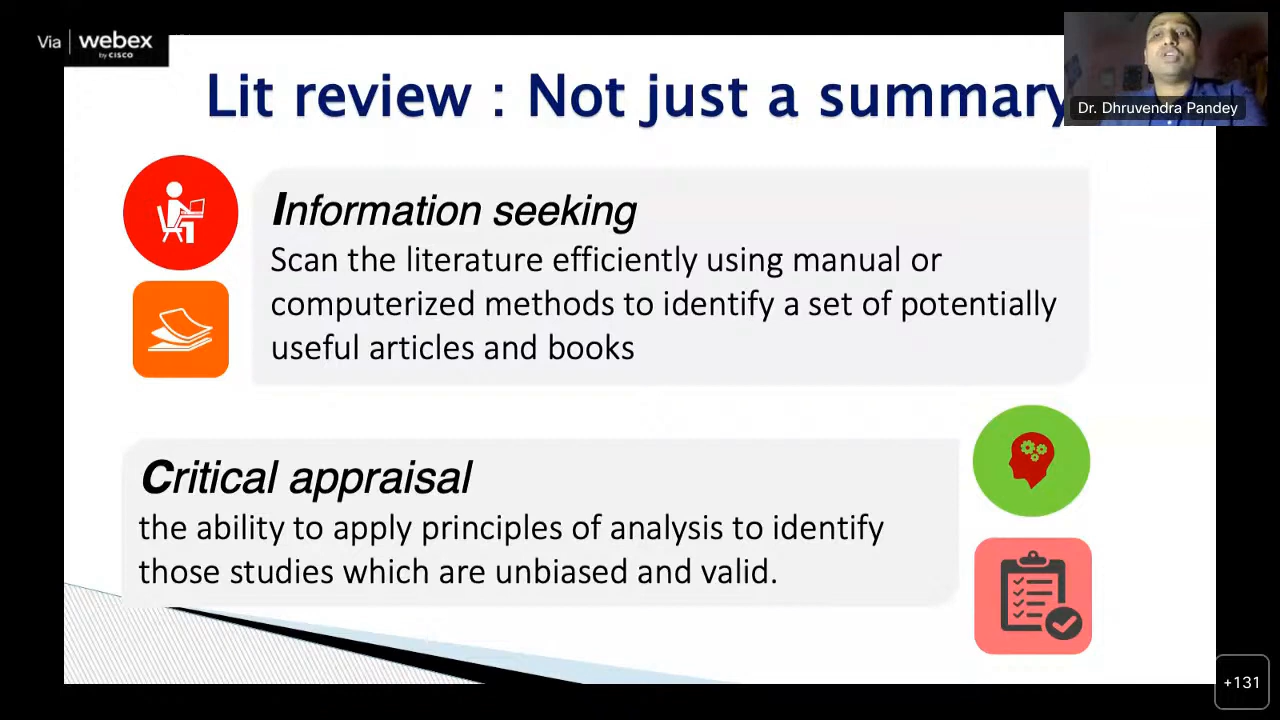 Via webex
by CISCO
Lit review : Not just a summary
Dr. Dhruvendra Pandey
Information seeking
Scan the literature efficiently using manual or
computerized methods to identify a set of potentially
useful articles and books
Critical appraisal
the ability to apply principles of analysis to identify
those studies which are unbiased and valid.
+131